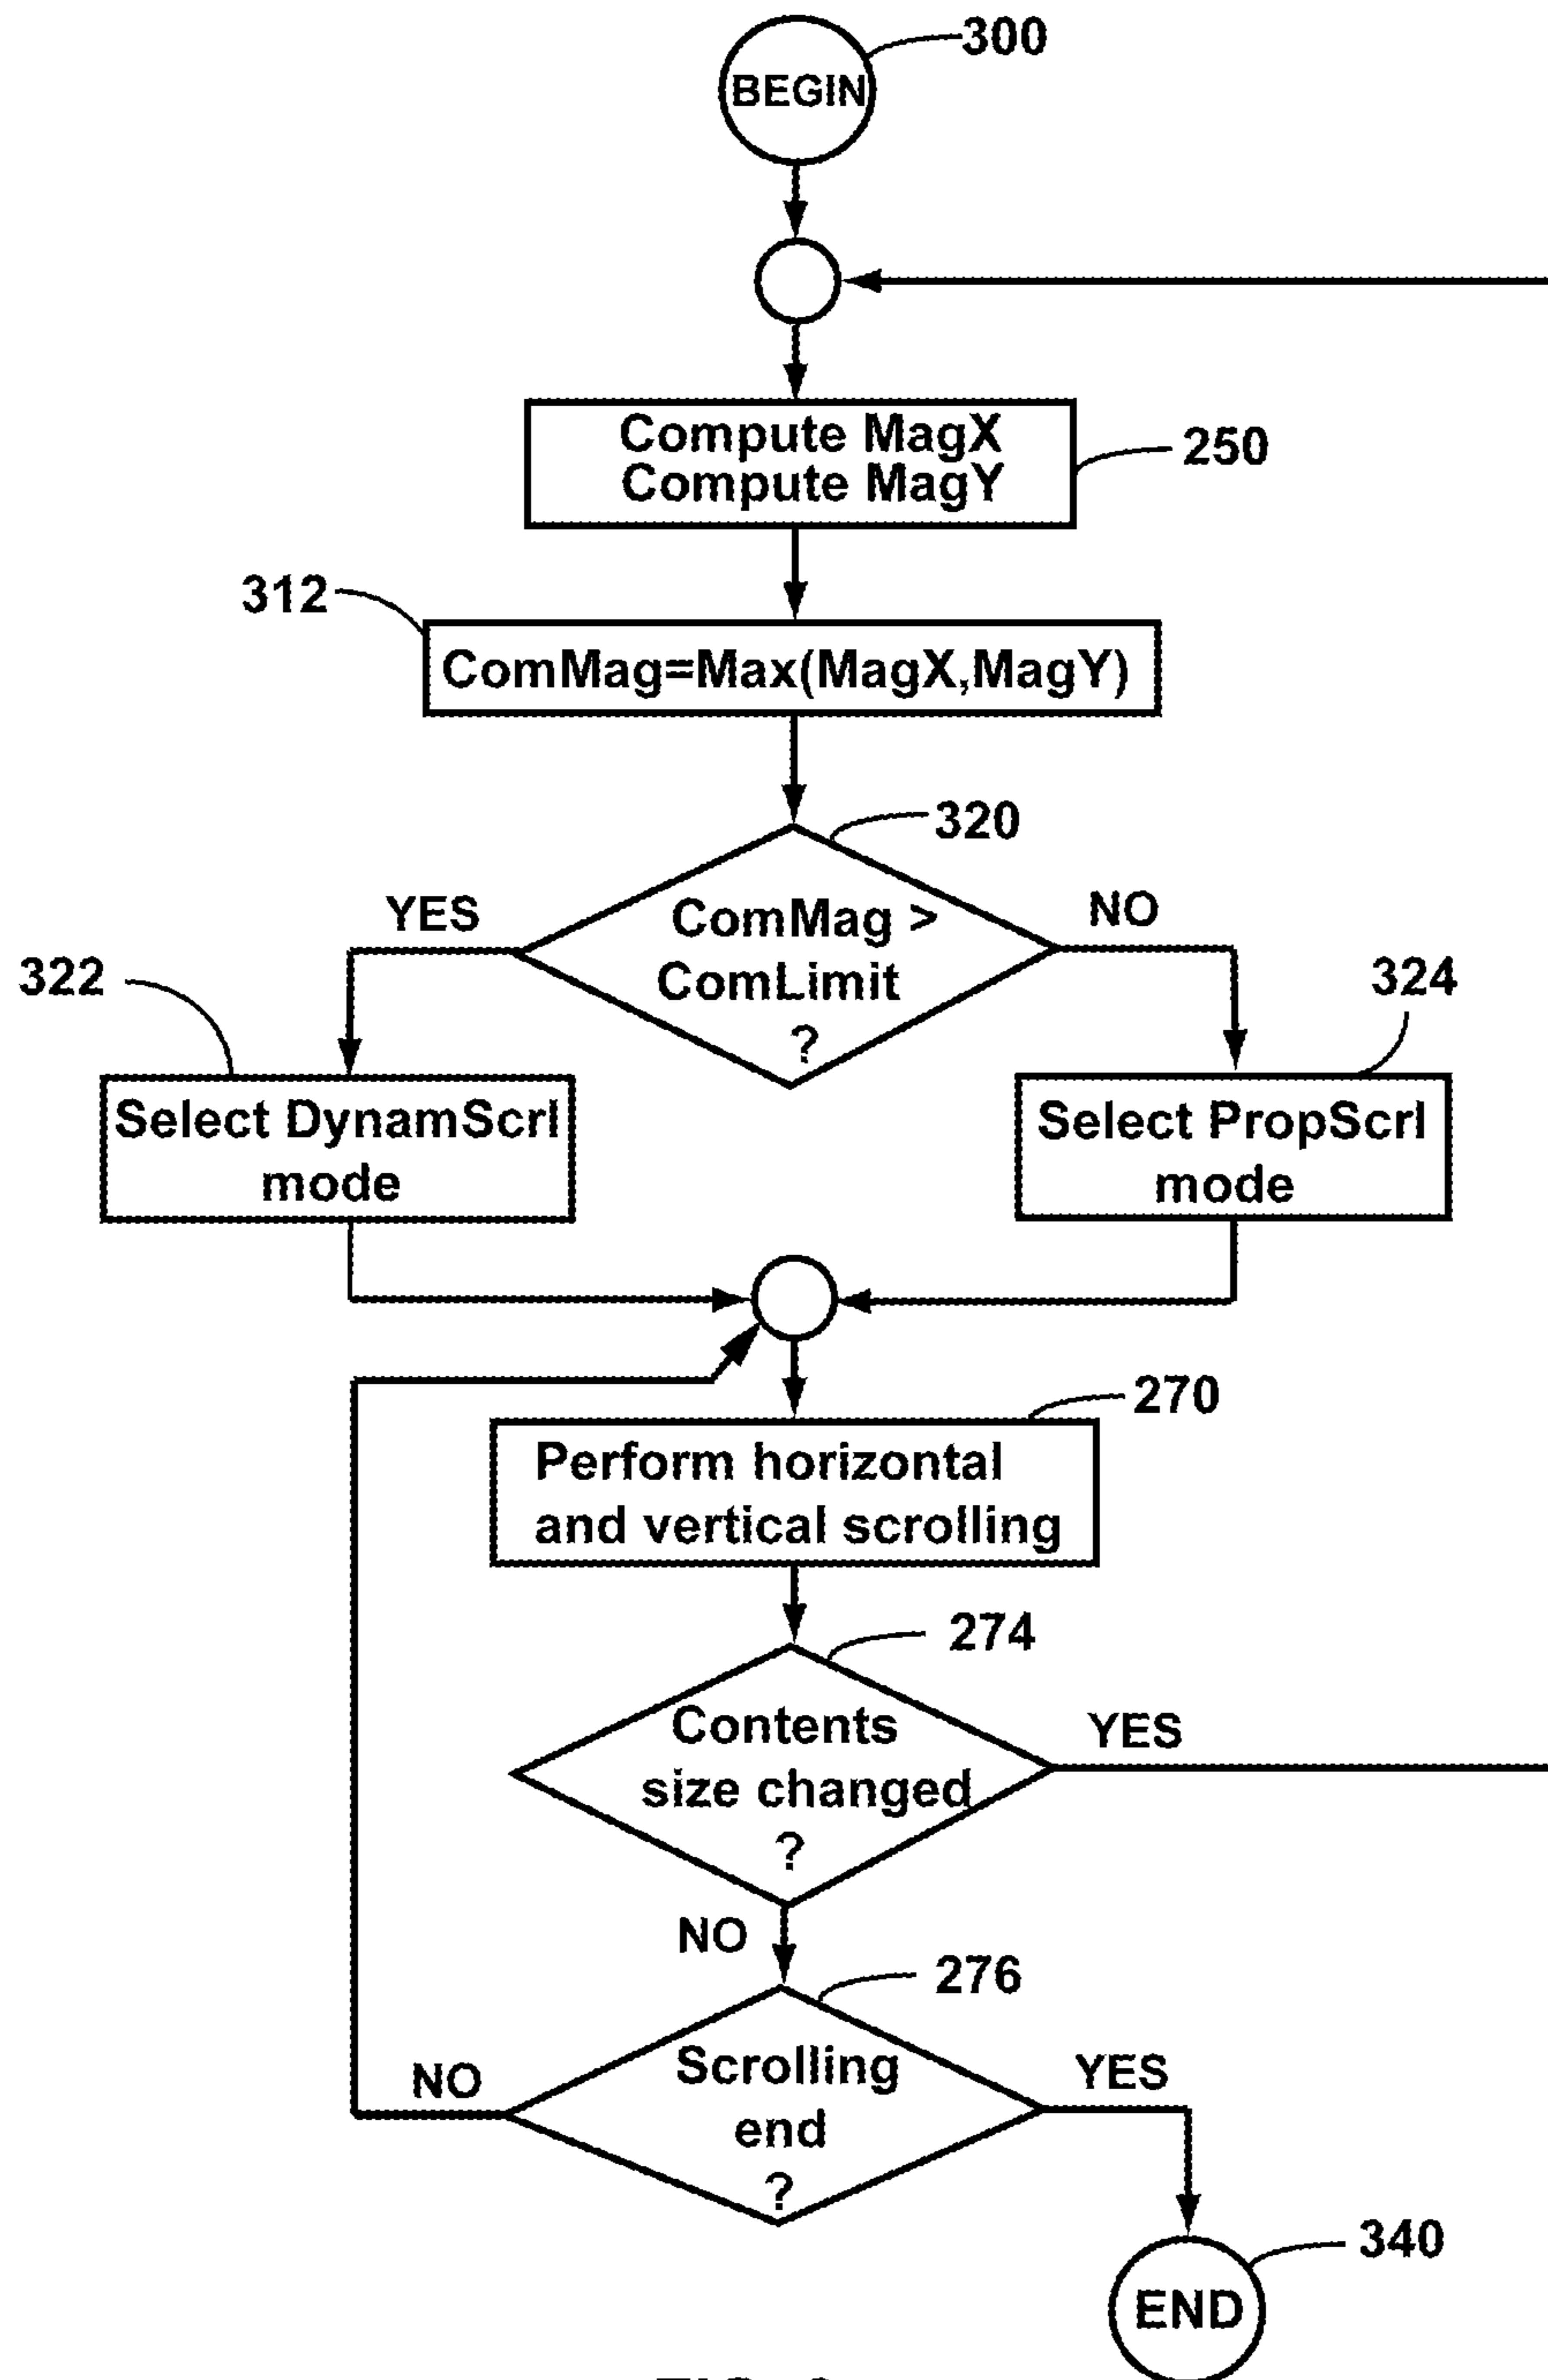 300
BEGIN
Compute MagX
Compute MagY
250
312
ComMag=Max(MagX,MagY)
320
YES
ComMag >
ComLimit
?
NO
322
324
Select DynamScrl
mode
Select PropScrl
mode
270
Perform horizontal
and vertical scrolling
274
Contents
size changed
?
YES
NO
276
NO
Scrolling
end
?
YES
340
END